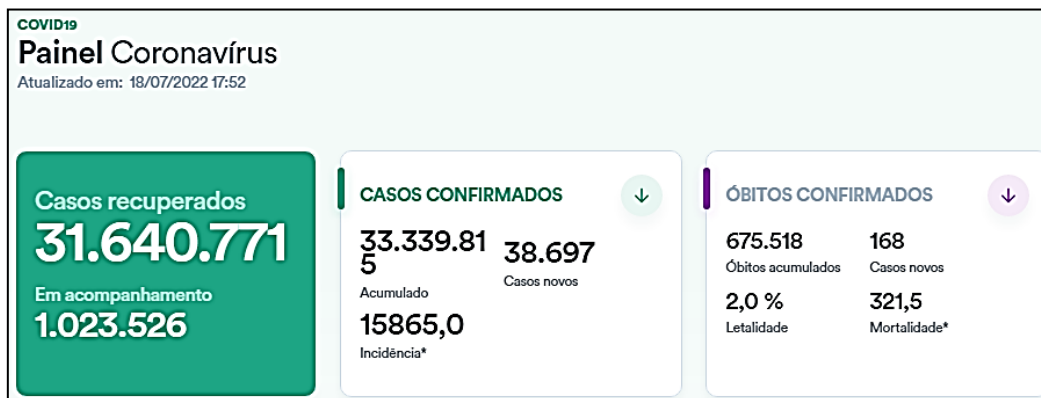 COVID19
Painel Coronavírus
Atualizado em: 18/07/2022 17:52
Casos recuperados
31.640.771
Em acompanhamento
1.023.526
CASOS CONFIRMADOS
33.339.81
5
Acumulado
38.697
Casos novos
15865,0
Incidência*
ÓBITOS CONFIRMADOS
675.518
Óbitos acumulados
168
Casos novos
2,0 %
Letalidade
321,5
Mortalidade*